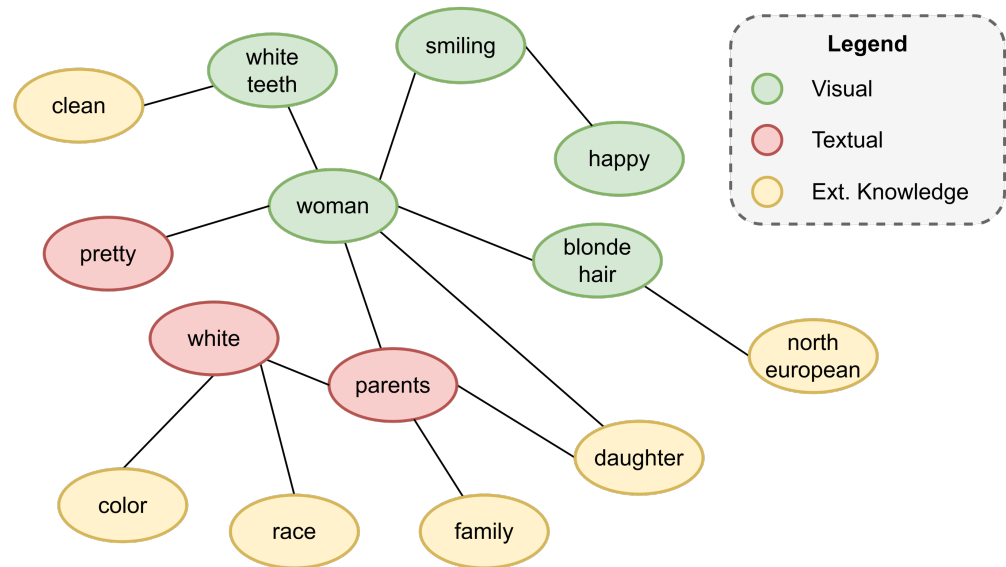 white
teeth
smiling
clean
happy
woman
pretty
blonde
hair
white
parents
north
european
daughter
color
race
family
Legend
Visual
Textual
Ext. Knowledge